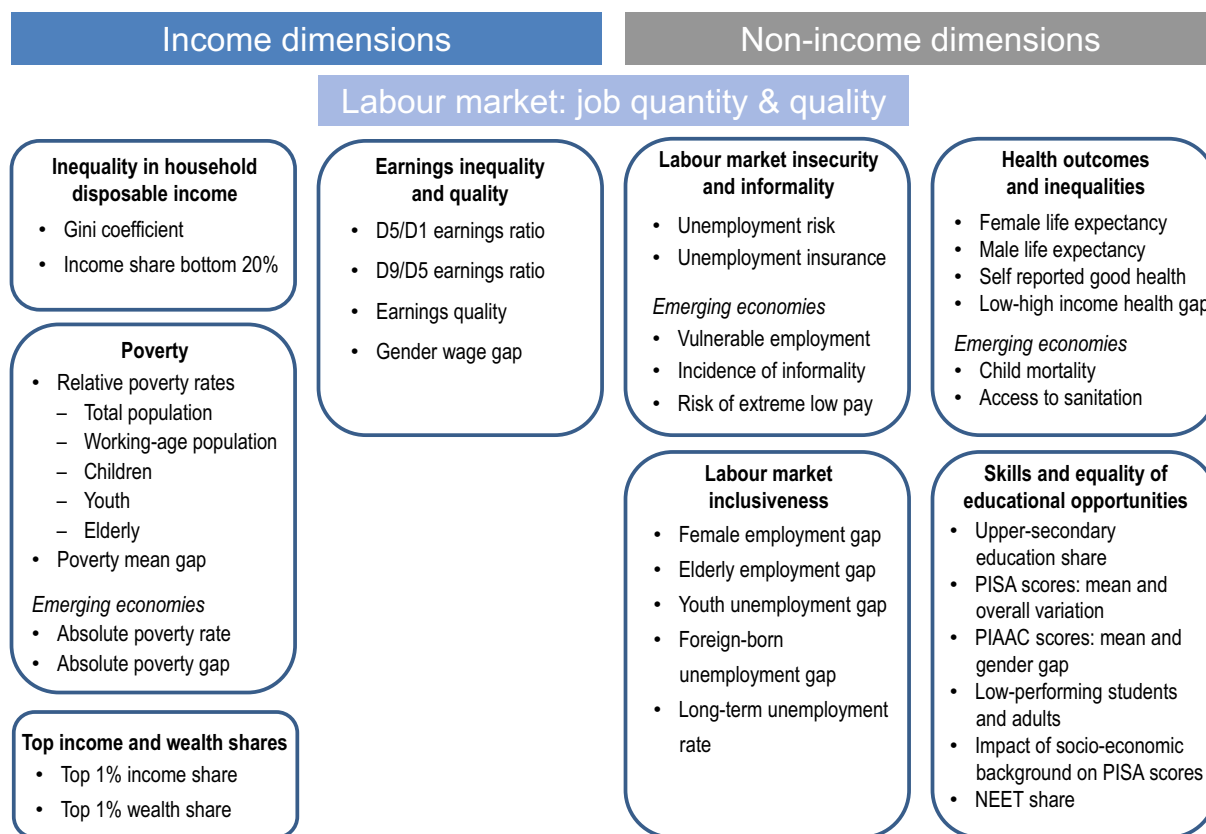 Income dimensions
Non-income dimensions
Labour market: job quantity & quality
Inequality in household
disposable income
• Gini coefficient
• Income share bottom 20%
Poverty
• Relative poverty rates
– Total population
– Working-age population
– Children
– Youth
– Elderly
• Poverty mean gap
Emerging economies
• Absolute poverty rate
• Absolute poverty gap
Top income and wealth shares
• Top 1% income share
• Top 1% wealth share
Earnings inequality
and quality
• D5/D1 earnings ratio
• D9/D5 earnings ratio
• Earnings quality
• Gender wage gap
Labour market insecurity
and informality
• Unemployment risk
• Unemployment insurance
Emerging economies
• Vulnerable employment
• Incidence of informality
• Risk of extreme low pay
Labour market
inclusiveness
• Female employment gap
• Elderly employment gap
• Youth unemployment gap
• Foreign-born
unemployment gap
• Long-term unemployment
rate
Health outcomes
and inequalities
• Female life expectancy
• Male life expectancy
• Self reported good health
• Low-high income health gap
Emerging economies
• Child mortality
• Access to sanitation
Skills and equality of
educational opportunities
• Upper-secondary
education share
• PISA scores: mean and
overall variation
• PIAAC scores: mean and
gender gap
• Low-performing students
and adults
• Impact of socio-economic
background on PISA scores
• NEET share